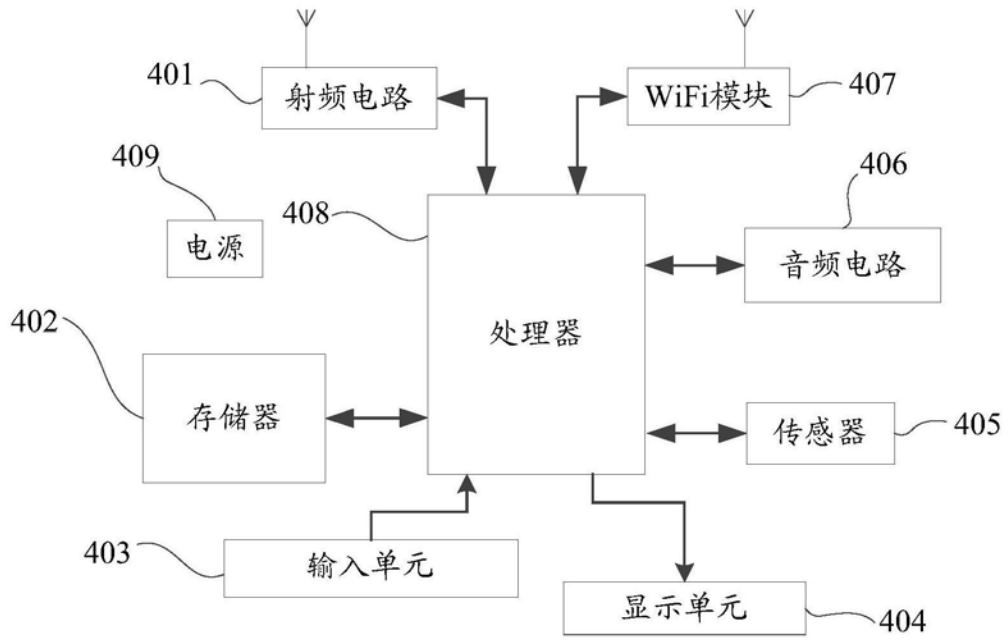 401
射频电路
WiFi模块
407
409
电源
408
406
音频电路
处理器
402
存储器
传感器
405
403
输入单元
显示单元
404